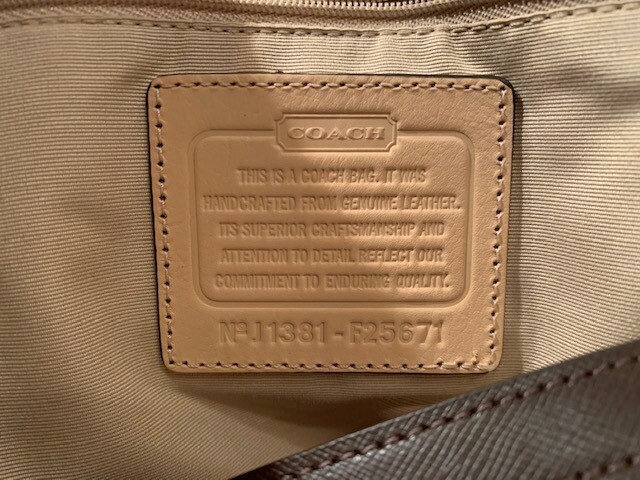 COACH
THIS IS A COACH BAG. IT WAS
HANDCRAFTED FROM GENUINE LEATHER.
ITS SUPERIOR CRAFTSMANSHIP AND
ATTENTION TO DETAIL REFLECT OUR
COMMITMENT TO ENDURING QUALITY.
Nº J1381-F25671